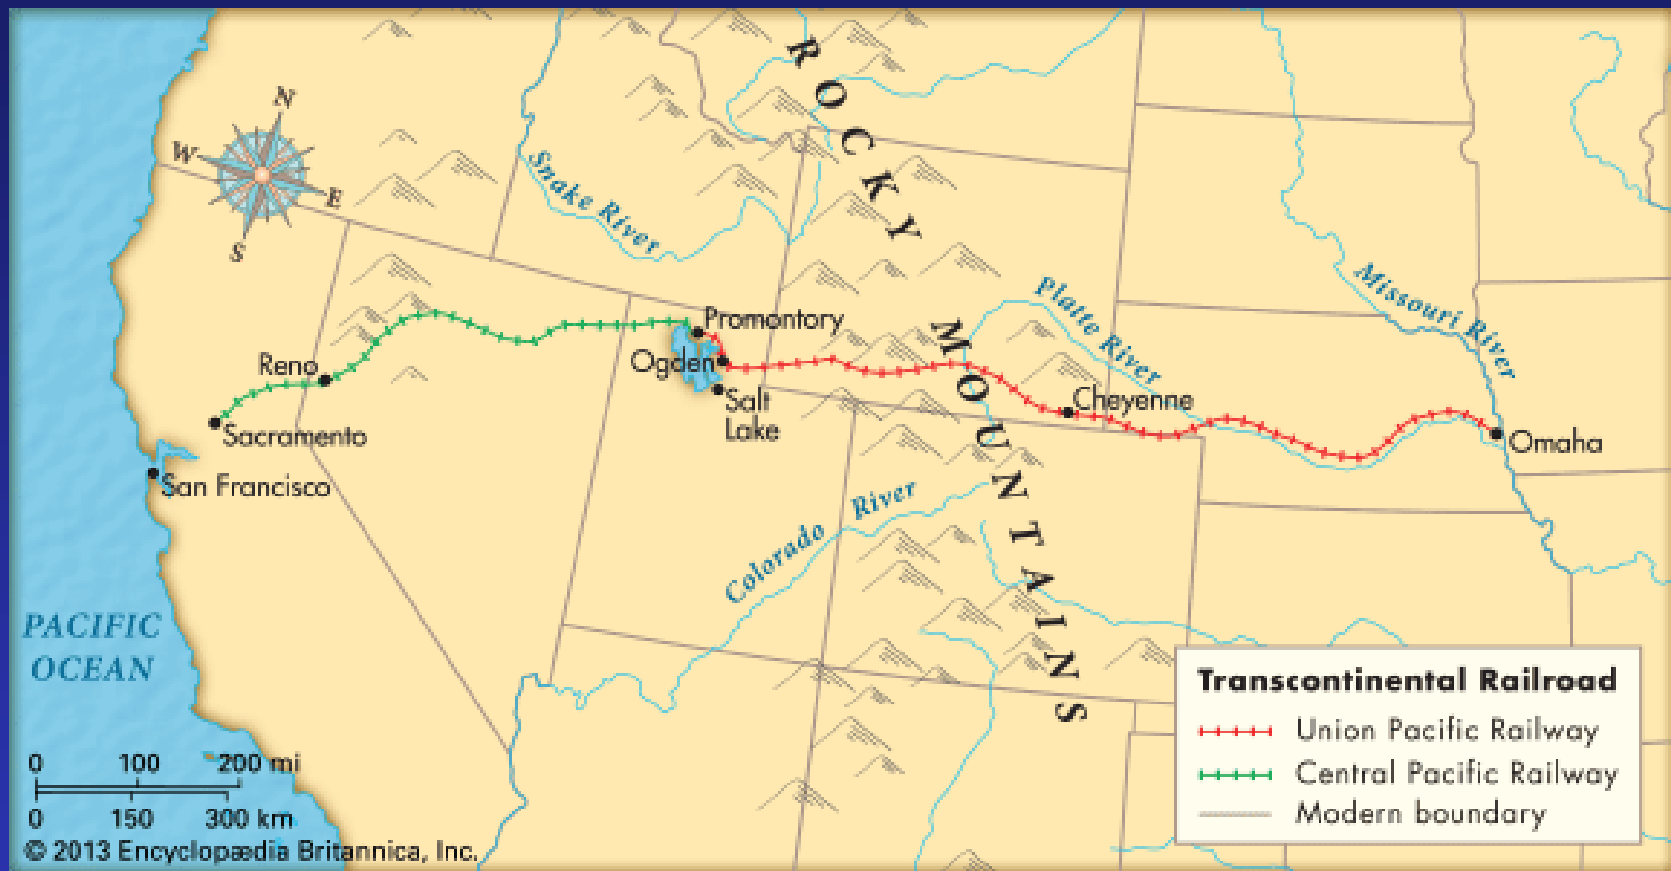 ROCKY MOUNTAINS
N
W
E
S
Snake River
Missouri River
Platte River
Promontory
Reno
Ogden
Salt
Lake
Cheyenne
Sacramento
Omaha
San Francisco
Colorado River
PACIFIC
OCEAN
Transcontinental Railroad
Union Pacific Railway
Central Pacific Railway
Modern boundary
0 100 200 mi
0 150 300 km
© 2013 Encyclopædia Britannica, Inc.